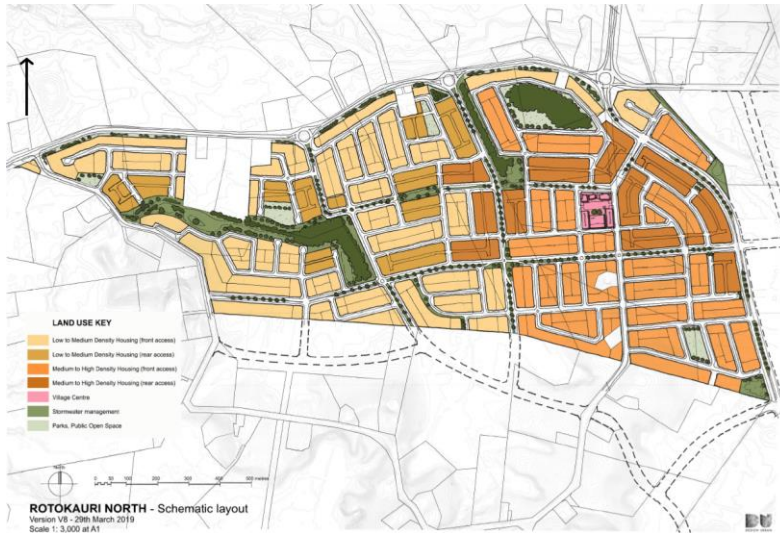 LAND USE KEY
Low to Medium Density Housing (front access)
Low to Medium Density Housing (rear access)
Medium to High Density Housing (front access)
Medium to High Density Housing (rear access)
Village Centre
Stormwater management
Parks, Public Open Space
0 50 100 200 300 400 500 metres
ROTOKAURI NORTH - Schematic layout
Version V8 - 29th March 2019
Scale 1: 3,000 at A1